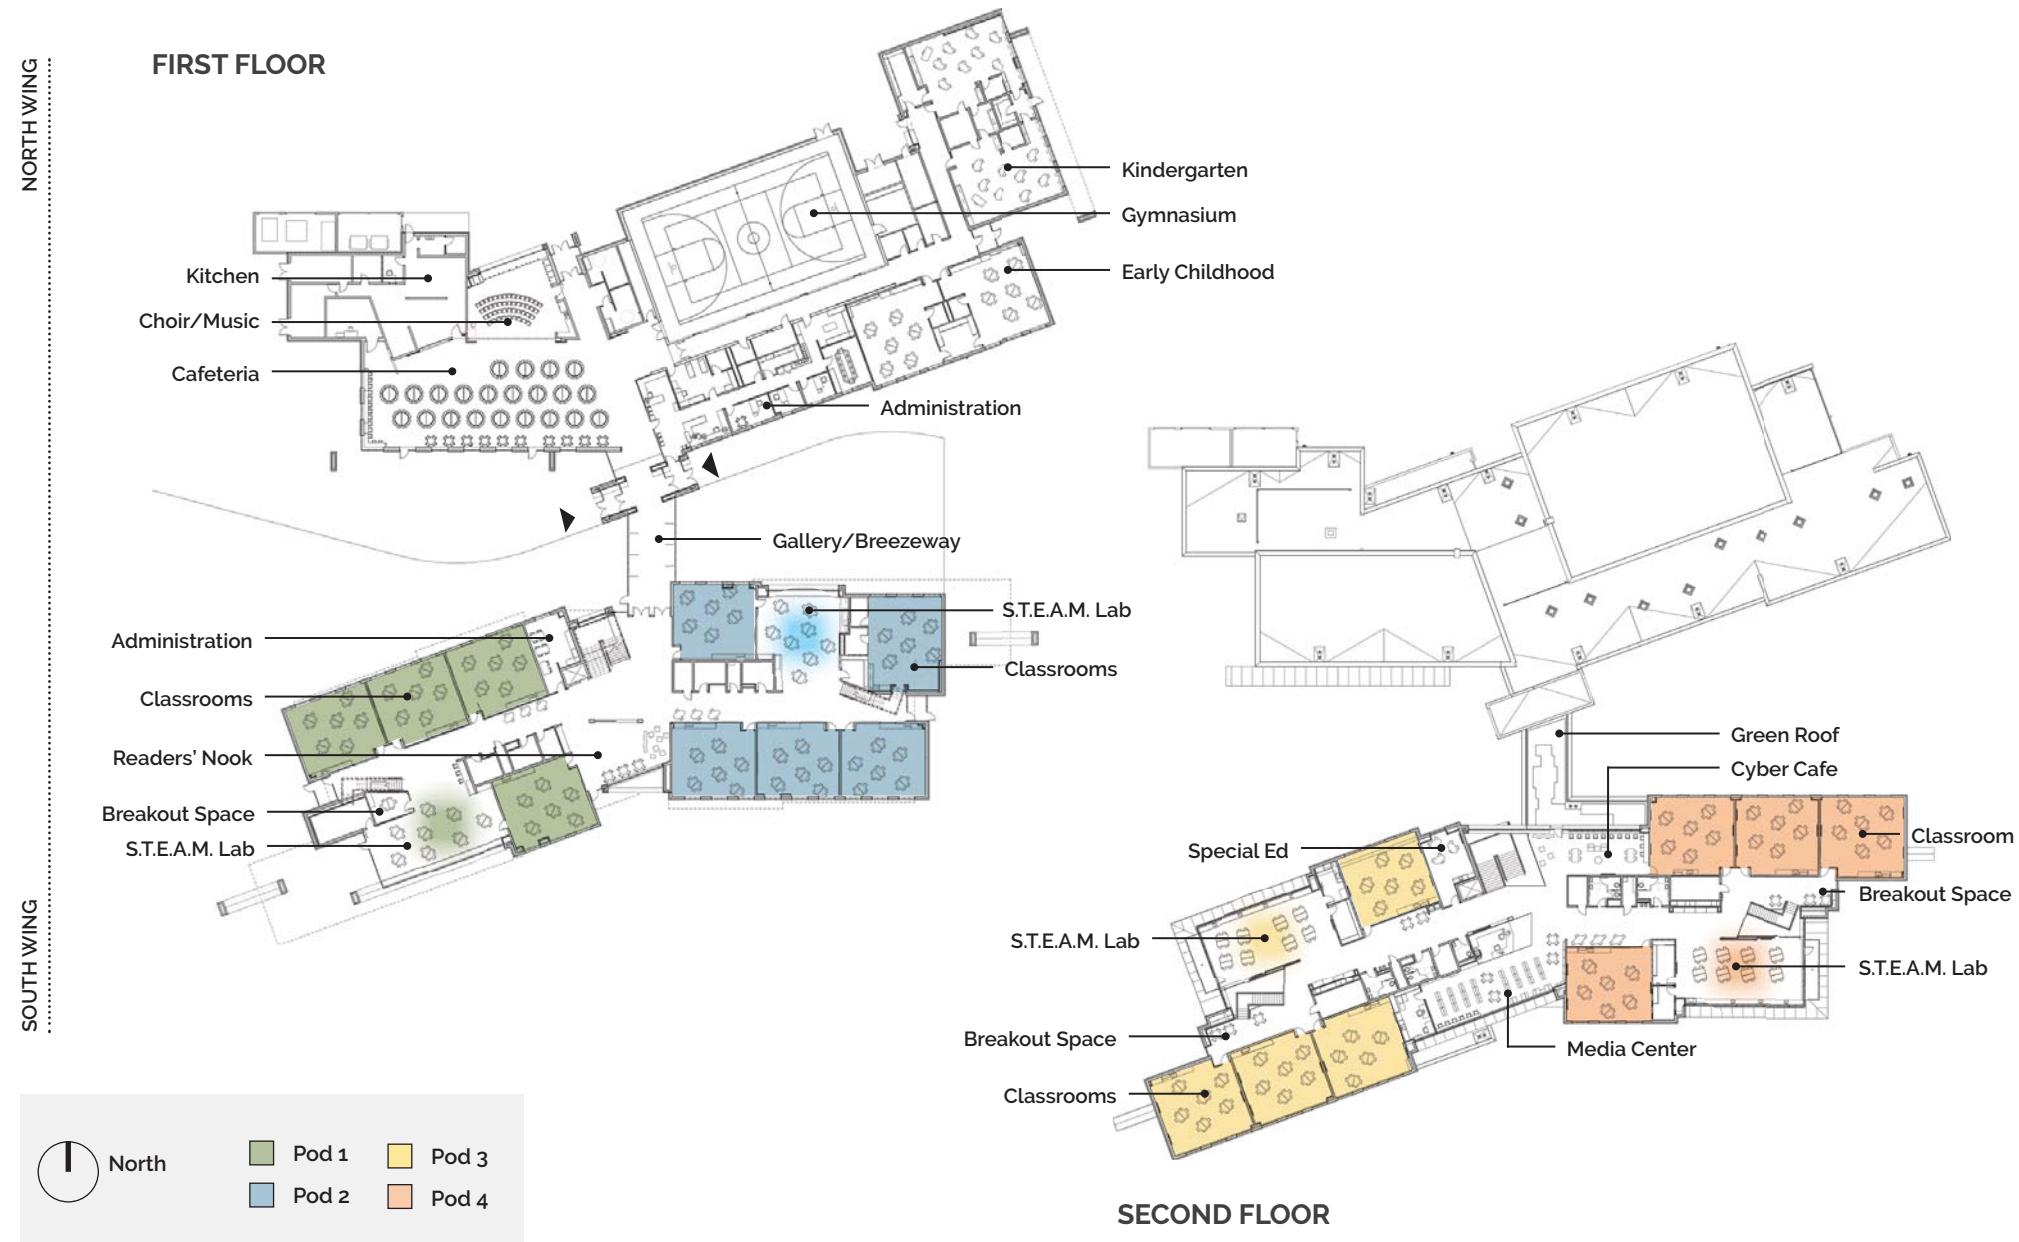 FIRST FLOOR
NORTH WING
Kindergarten
Gymnasium
Early Childhood
Kitchen
Choir/Music
Cafeteria
Administration
Gallery/Breezeway
S.T.E.A.M. Lab
Classrooms
Administration
Classrooms
Readers' Nook
Breakout Space
S.T.E.A.M. Lab
SOUTH WING
Green Roof
Cyber Cafe
Classroom
Special Ed
Breakout Space
S.T.E.A.M. Lab
S.T.E.A.M. Lab
Breakout Space
Media Center
Classrooms
North
Pod 1
Pod 3
Pod 2
Pod 4
SECOND FLOOR